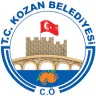 T.C. KOZAN BELEDİYESİ
C.Ö